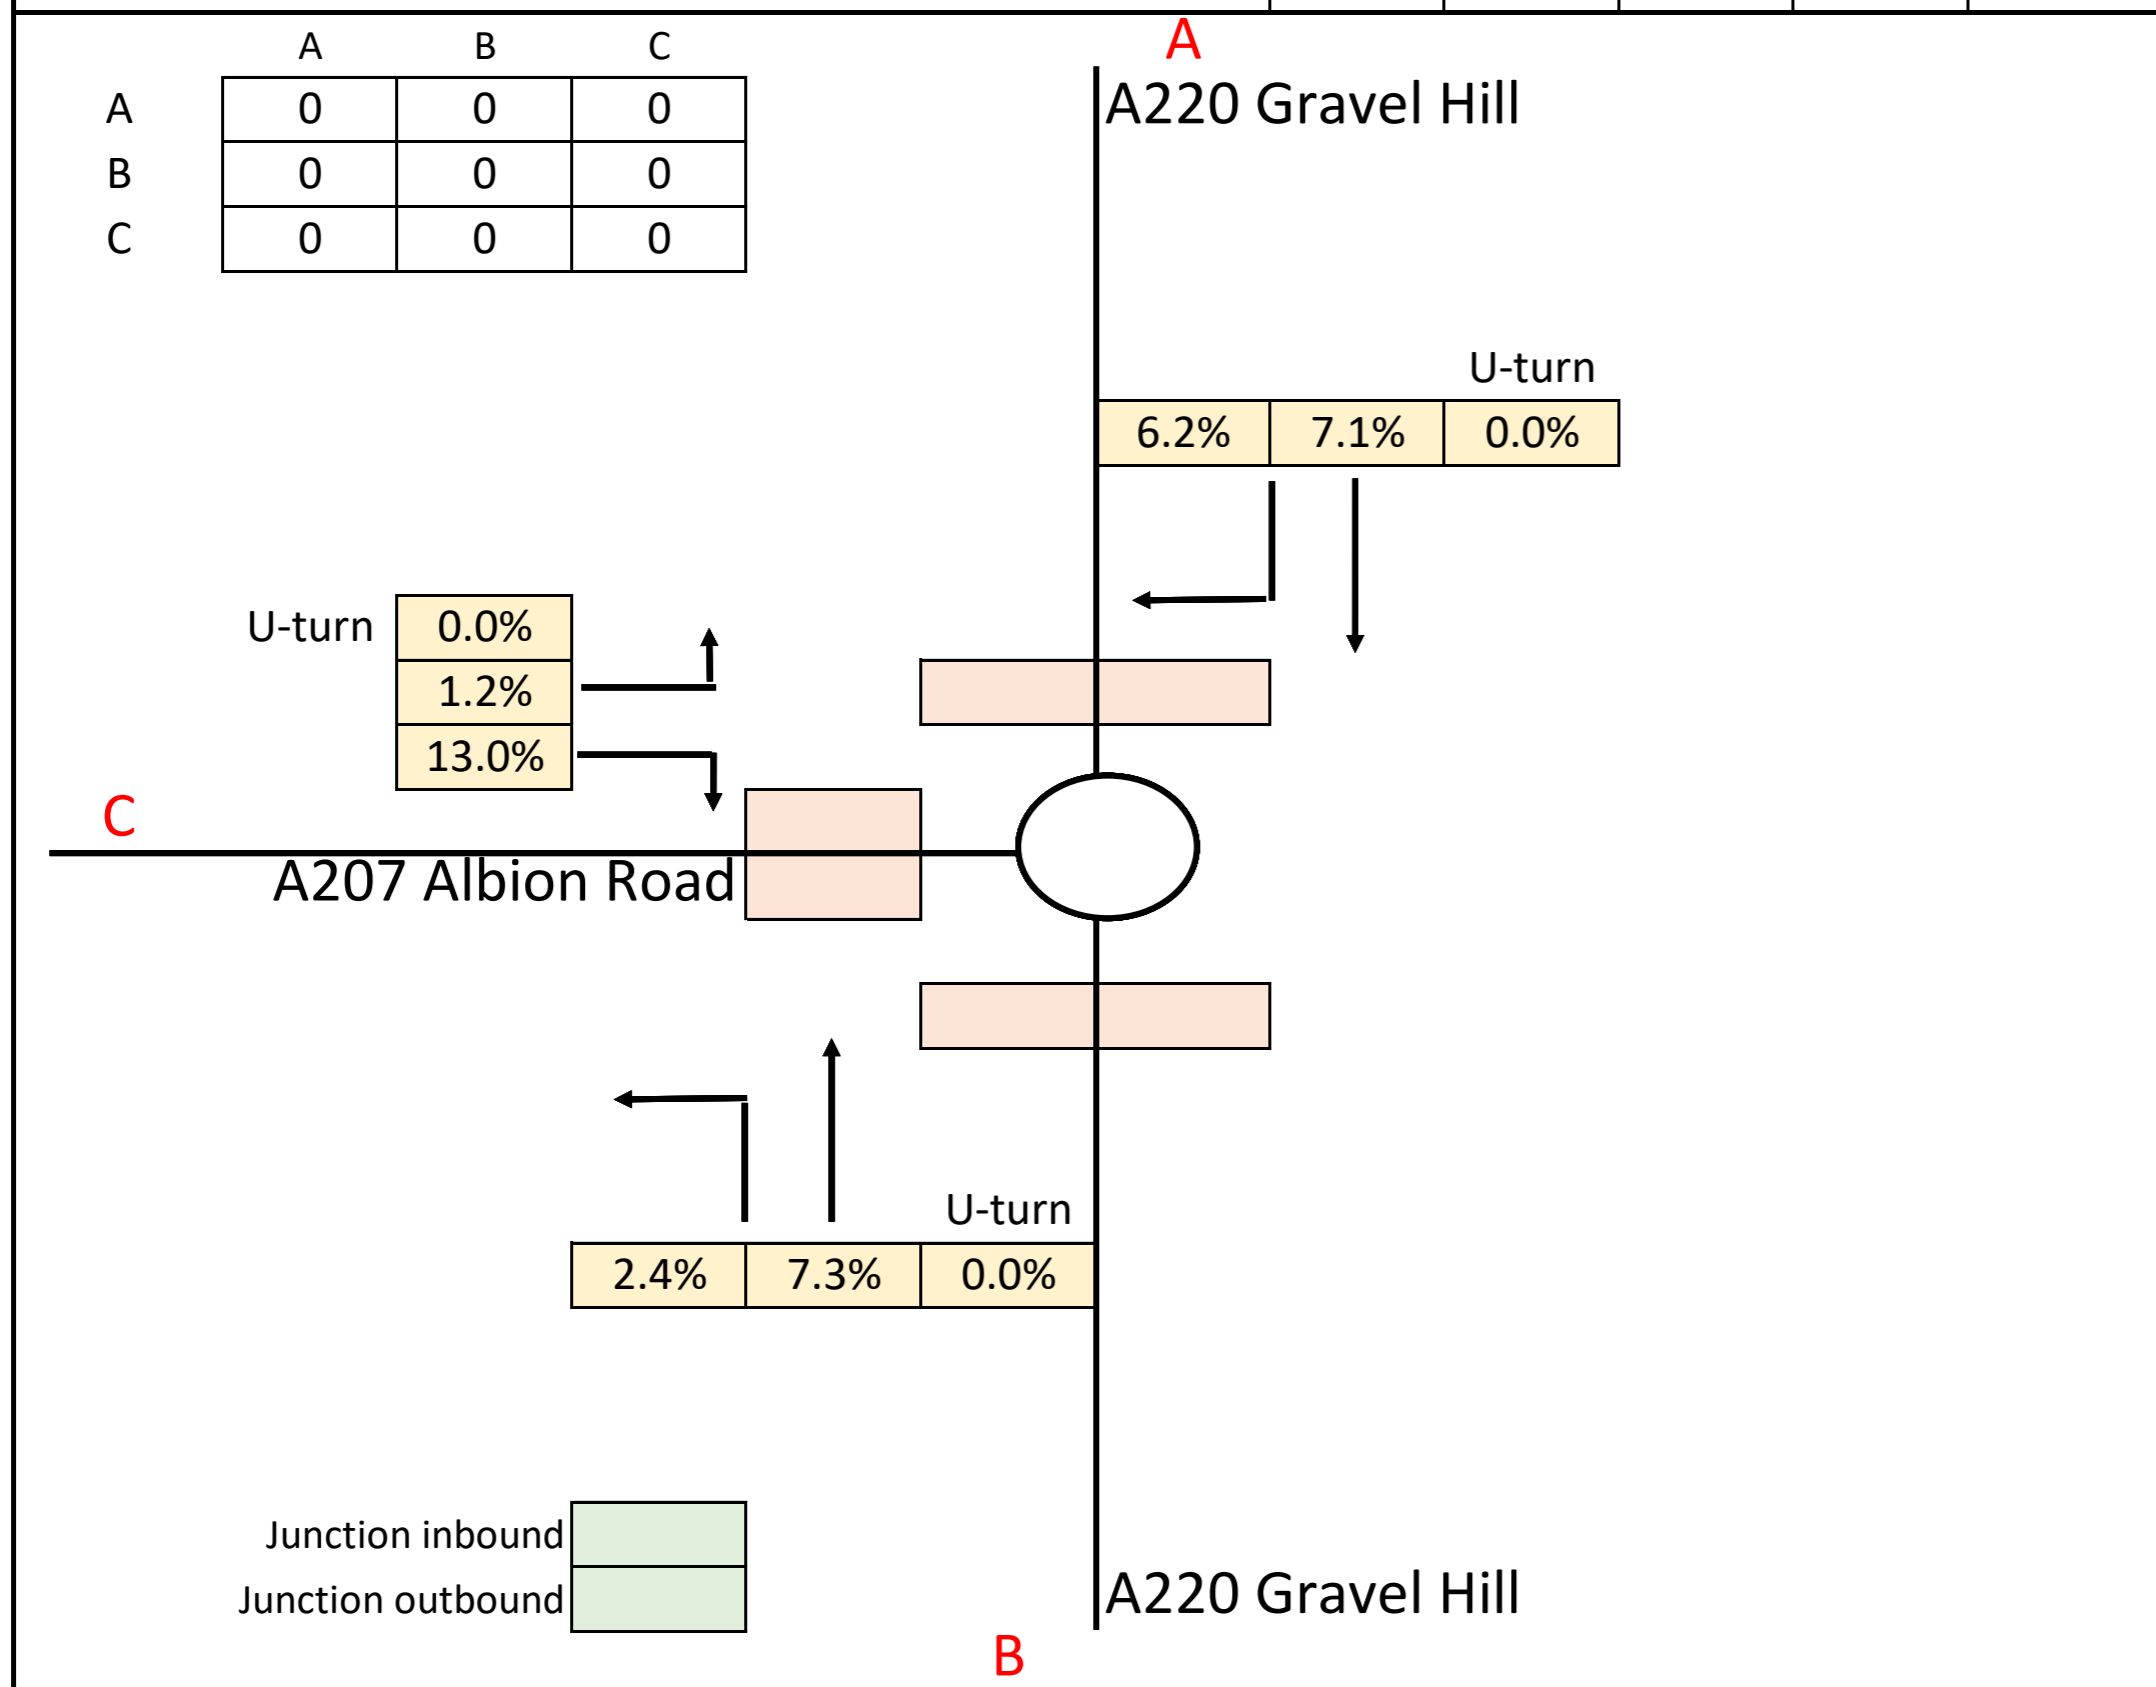 A B C
A
A 0 0 0
A220 Gravel Hill
B 0 0 0
C 0 0 0
U-turn
6.2% 7.1% 0.0%
U-turn 0.0%
1.2%
13.0%
C
A207 Albion Road
U-turn
2.4% 7.3% 0.0%
Junction inbound
Junction outbound
A220 Gravel Hill
B